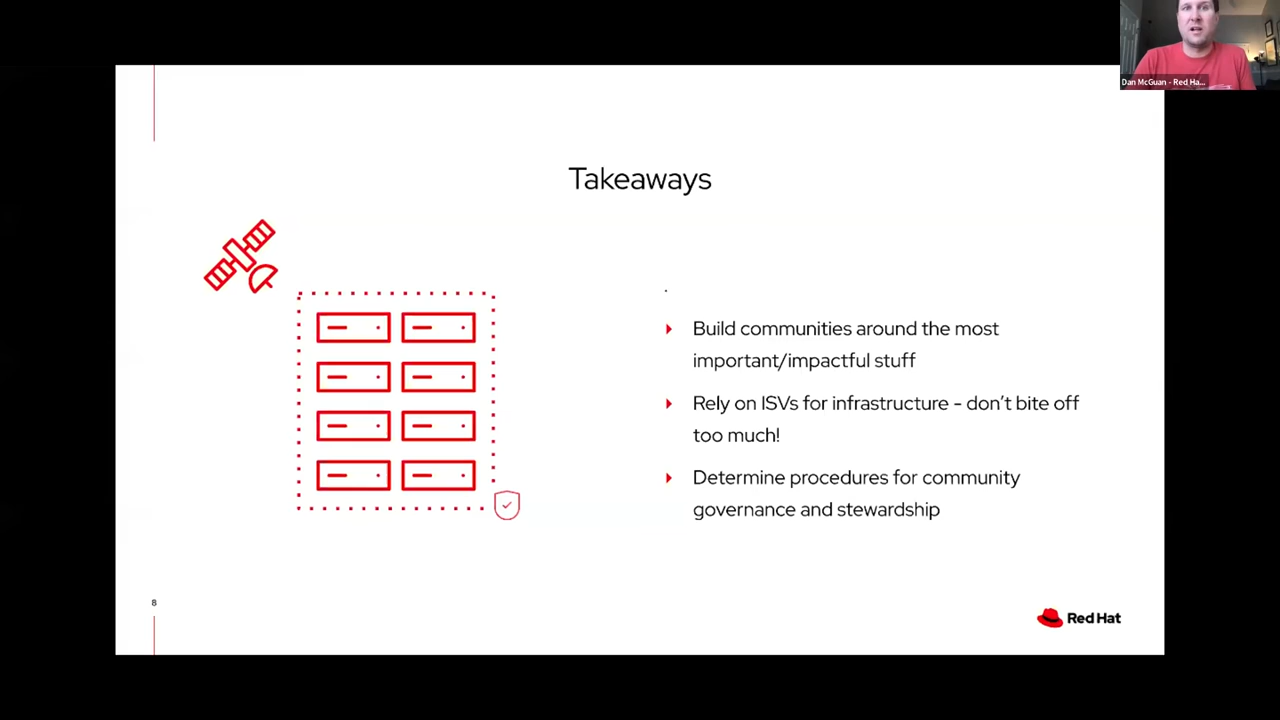 Dan McGuan - Red Ha...
Takeaways
Build communities around the most
important/impactful stuff
Rely on ISVs for infrastructure - don’t bite off
too much!
Determine procedures for community
governance and stewardship
8
Red Hat